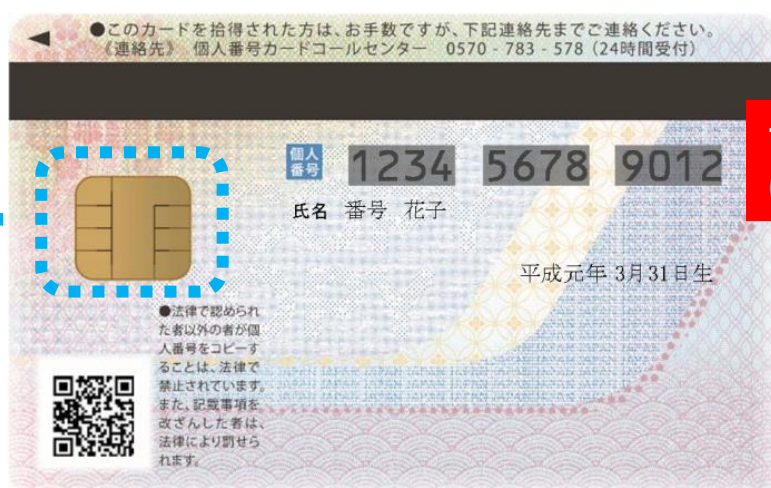 ●このカードを拾得された方は、お手数ですが、下記連絡先までご連絡ください。
《連絡先》 個人番号カードコールセンター 0570-783-578（24時間受付）
個人番号 1234 5678 9012
氏名 番号 花子
平成元年 3月31日生
●法律で認められ
た者以外の者が個
人番号をコピーす
ることは、法律で
禁止されています。
また、記載事項を
改ざんした者は、
法律により罰せら
れます。